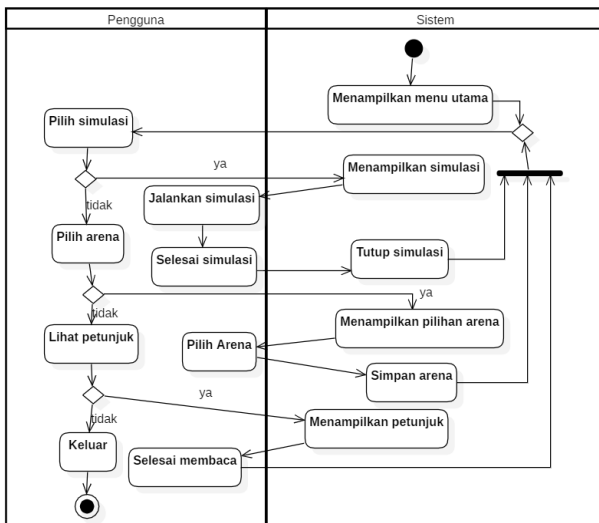 Pengguna
Sistem
Menampilkan menu utama
Pilih simulasi
ya
Menampilkan simulasi
Jalankan simulasi
tidak
Pilih arena
Selesai simulasi
Tutup simulasi
ya
tidak
Menampilkan pilihan arena
Lihat petunjuk
Pilih Arena
Simpan arena
ya
Menampilkan petunjuk
tidak
Keluar
Selesai membaca